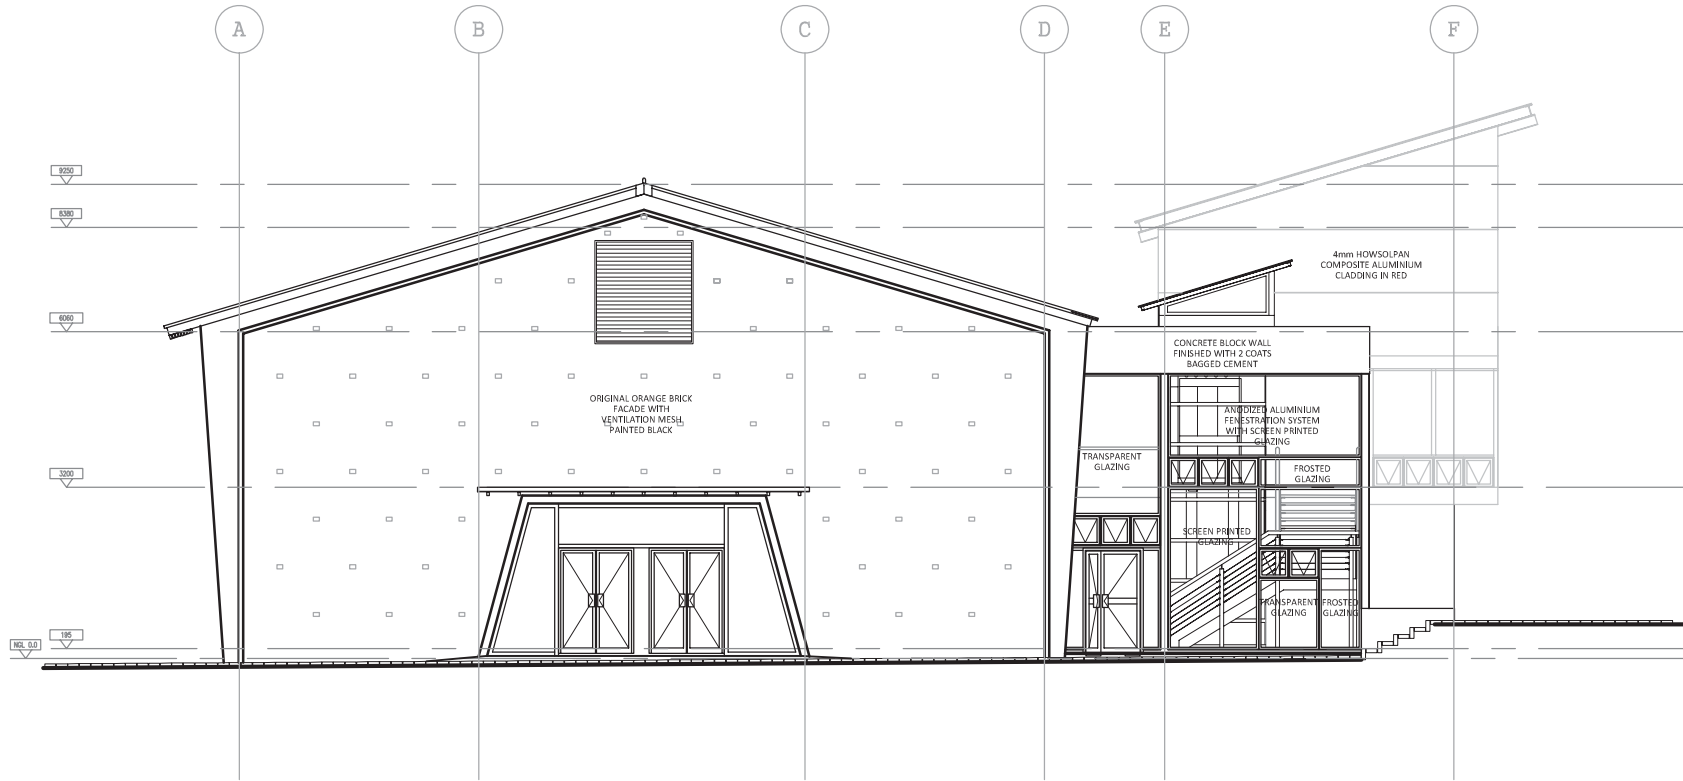 A B C D E F
9250
8380
6060
3200
195
NGL 0.0
4mm HOWSOLPAN
COMPOSITE ALUMINIUM
CLADDING IN RED
CONCRETE BLOCK WALL
FINISHED WITH 2 COATS
BAGGED CEMENT
ORIGINAL ORANGE BRICK
FACADE WITH
VENTILATION MESH
PAINTED BLACK
ANODIZED ALUMINIUM
FENESTRATION SYSTEM
WITH SCREEN PRINTED
GLAZING
TRANSPARENT
GLAZING
FROSTED
GLAZING
SCREEN PRINTED
GLAZING
TRANSPARENT
GLAZING
FROSTED
GLAZING